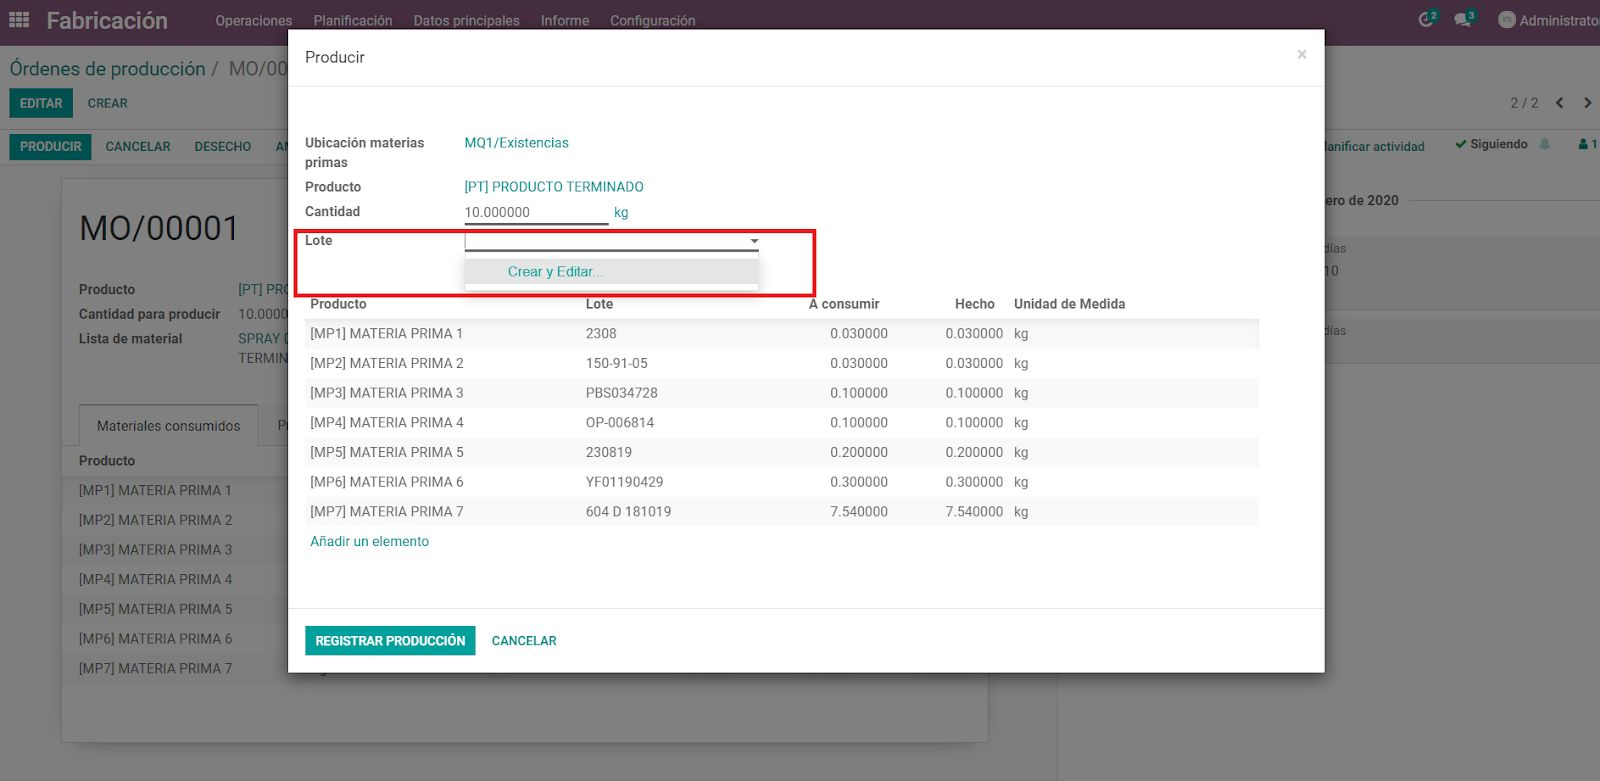 Fabricación Operaciones Planificación Datos principales Informe Configuración 2 3 Administrato
Órdenes de producción / MO/00
EDITAR CREAR 2 / 2
PRODUCIR CANCELAR DESECHO lanificar actividad Siguiendo 1
Producir ×
Ubicación materias primas MQ1/Existencias
Producto [PT] PRODUCTO TERMINADO
Cantidad 10.000000 kg
Lote
Crear y Editar...
Producto Lote A consumir Hecho Unidad de Medida
[MP1] MATERIA PRIMA 1 2308 0.030000 0.030000 kg
[MP2] MATERIA PRIMA 2 150-91-05 0.030000 0.030000 kg
[MP3] MATERIA PRIMA 3 PBS034728 0.100000 0.100000 kg
[MP4] MATERIA PRIMA 4 OP-006814 0.100000 0.100000 kg
[MP5] MATERIA PRIMA 5 230819 0.200000 0.200000 kg
[MP6] MATERIA PRIMA 6 YF01190429 0.300000 0.300000 kg
[MP7] MATERIA PRIMA 7 604 D 181019 7.540000 7.540000 kg
Añadir un elemento
REGISTRAR PRODUCCIÓN CANCELAR
MO/00001
Producto [PT] PRO
Cantidad para producir 10.0000
Lista de material SPRAY D
TERMIN
Materiales consumidos P
Producto
[MP1] MATERIA PRIMA 1
[MP2] MATERIA PRIMA 2
[MP3] MATERIA PRIMA 3
[MP4] MATERIA PRIMA 4
[MP5] MATERIA PRIMA 5
[MP6] MATERIA PRIMA 6
[MP7] MATERIA PRIMA 7
ero de 2020
días
10
días